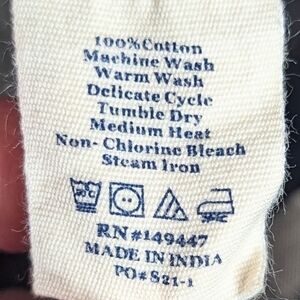 100%Cotton
Machine Wash
Warm Wash
Delicate Cycle
Tumble Dry
Medium Heat
Non- Chlorine Bleach
Steam Iron
RN#149447
MADE IN INDIA
PO#S21-1